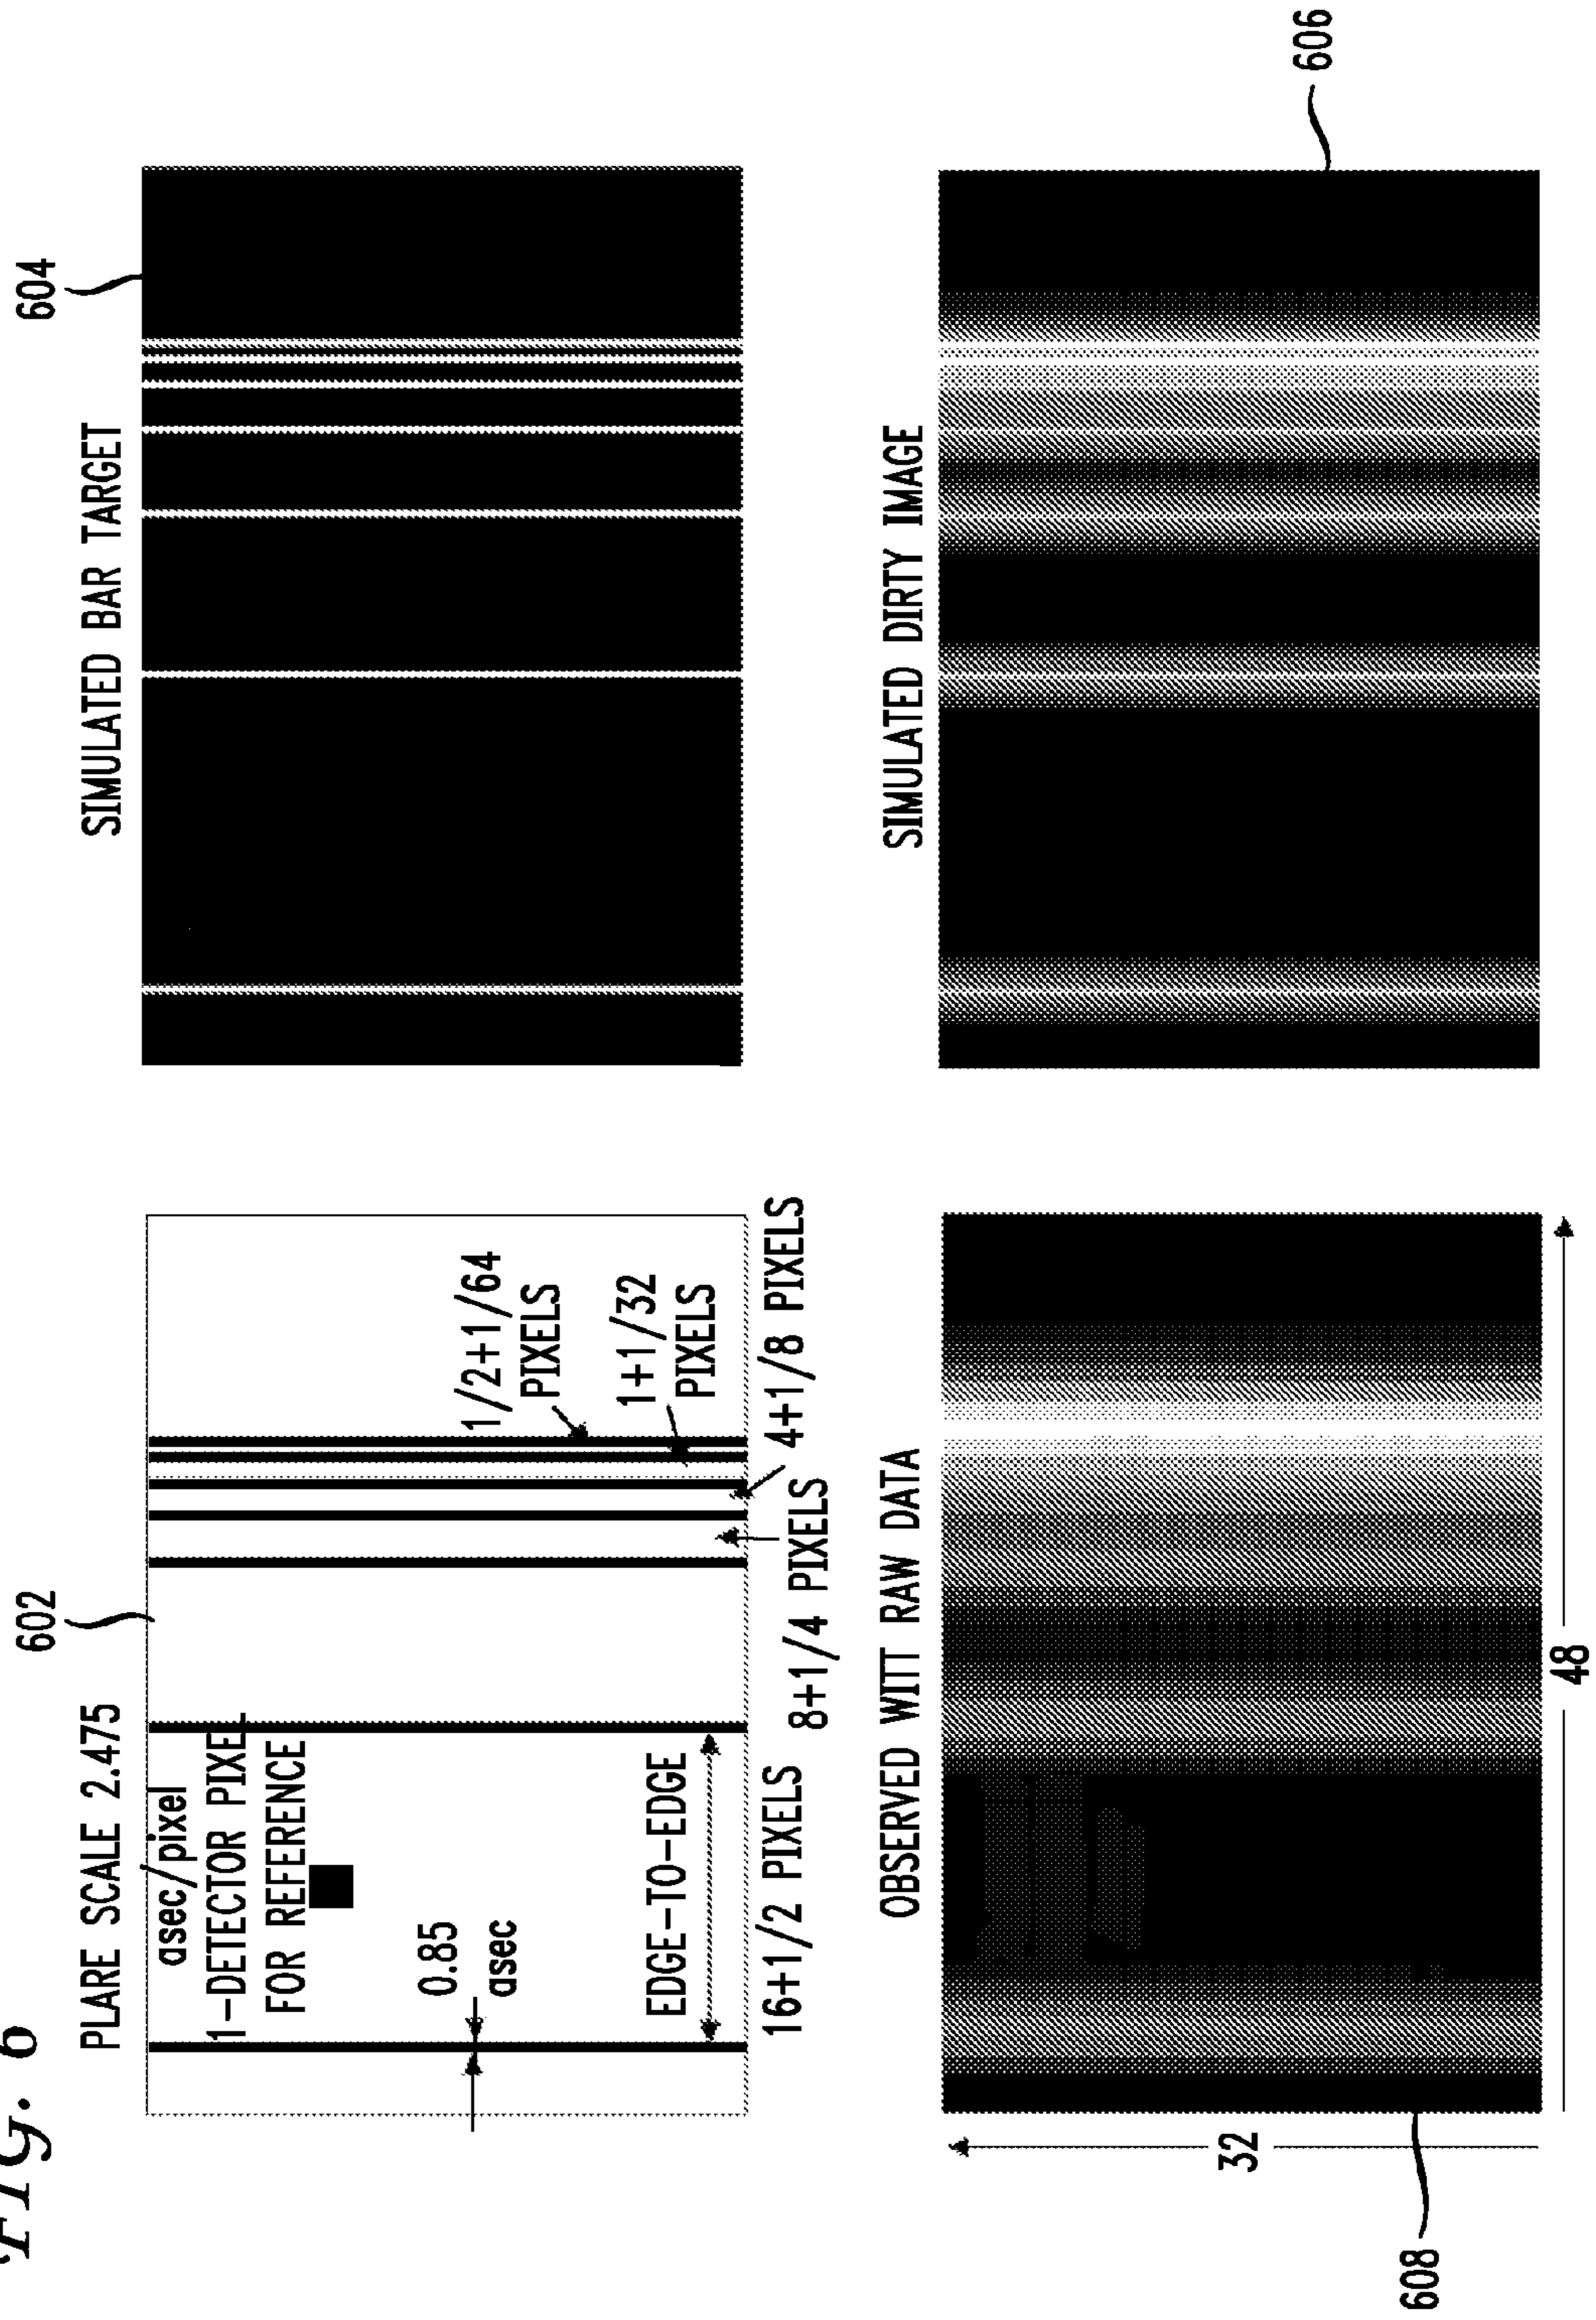 FIG. 6
602
PLARE SCALE 2.475
asec/pixel
1-DETECTOR PIXEL
FOR REFERENCE
0.85
asec
EDGE-TO-EDGE
16+1/2 PIXELS
8+1/4 PIXELS
4+1/8 PIXELS
1/2+1/64
PIXELS
1+1/32
PIXELS
604
SIMULATED BAR TARGET
OBSERVED WITT RAW DATA
32
48
608
SIMULATED DIRTY IMAGE
606